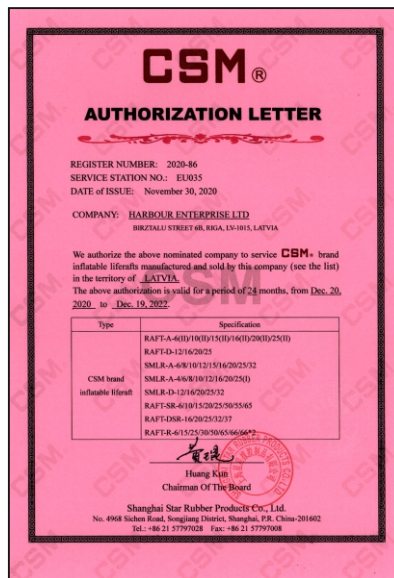 CSM®
AUTHORIZATION LETTER
REGISTER NUMBER: 2020-86
SERVICE STATION NO.: EU035
DATE of ISSUE: November 30, 2020
COMPANY: HARBOUR ENTERPRISE LTD
BIRZTALU STREET 6B, RIGA, LV-1015, LATVIA
We authorize the above nominated company to service CSM® brand
inflatable liferafts manufactured and sold by this company (see the list)
in the territory of LATVIA.
The above authorization is valid for a period of 24 months, from Dec. 20,
2020 to Dec. 19, 2022.
Type Specification
CSM brand
inflatable liferaft
RAFT-A-6(II)/10(II)/15(II)/16(II)/20(II)/25(II)
RAFT-D-12/16/20/25
SMLR-A-6/8/10/12/15/16/20/25/32
SMLR-A-4/6/8/10/12/16/20/25(I)
SMLR-D-12/16/20/25/32
RAFT-SR-6/10/15/20/25/50/55/65
RAFT-DSR-16/20/25/32/37
RAFT-R-6/15/25/30/50/65/66/66*2
Huang Kun
Chairman Of The Board
Shanghai Star Rubber Products Co., Ltd.
No. 4968 Sichen Road, Songjiang District, Shanghai, P.R. China-201602
Tel.: +86 21 57797028 Fax: +86 21 57797008